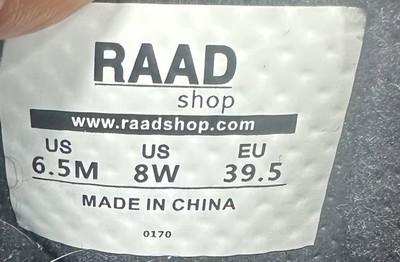 RAAD
shop
www.raadshop.com
US US EU
6.5M 8W 39.5
MADE IN CHINA
0170